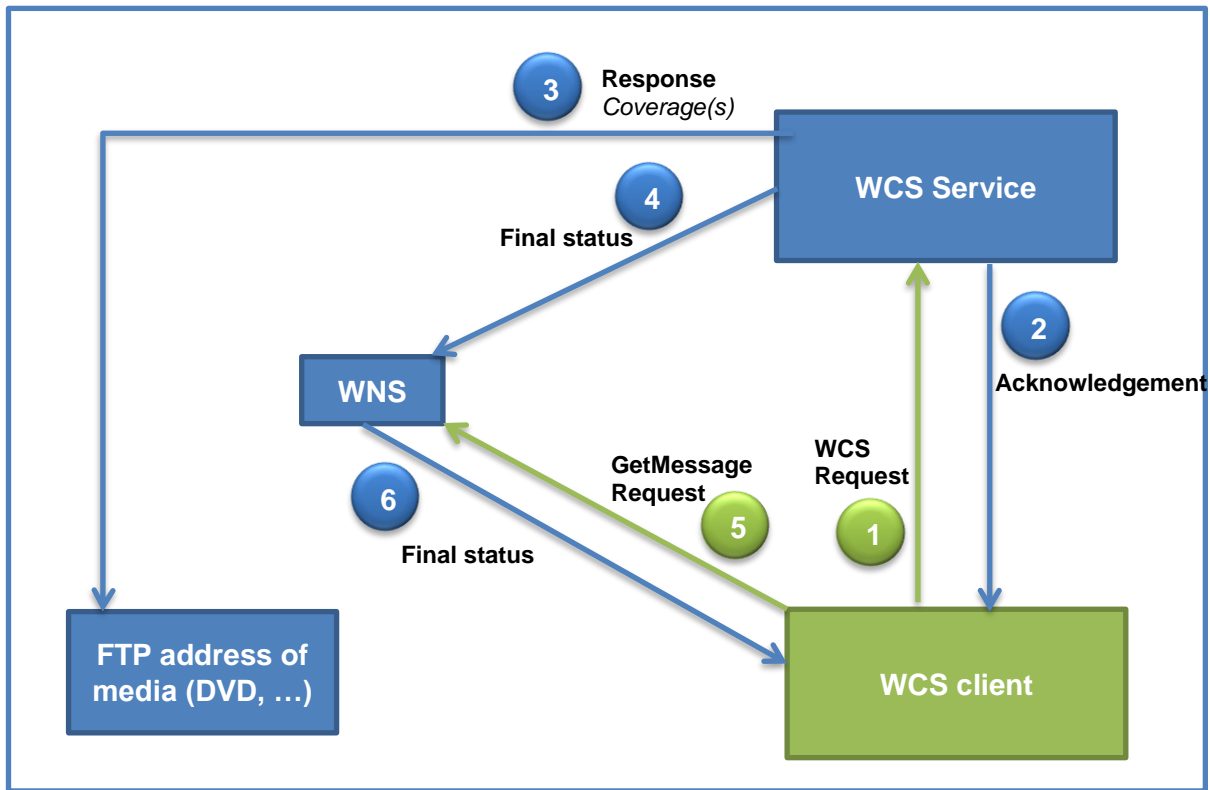 3
Response
Coverage(s)
WCS Service
4
Final status
2
Acknowledgement
WNS
WCS
Request
1
GetMessage
Request
5
6
Final status
FTP address of
media (DVD, …)
WCS client